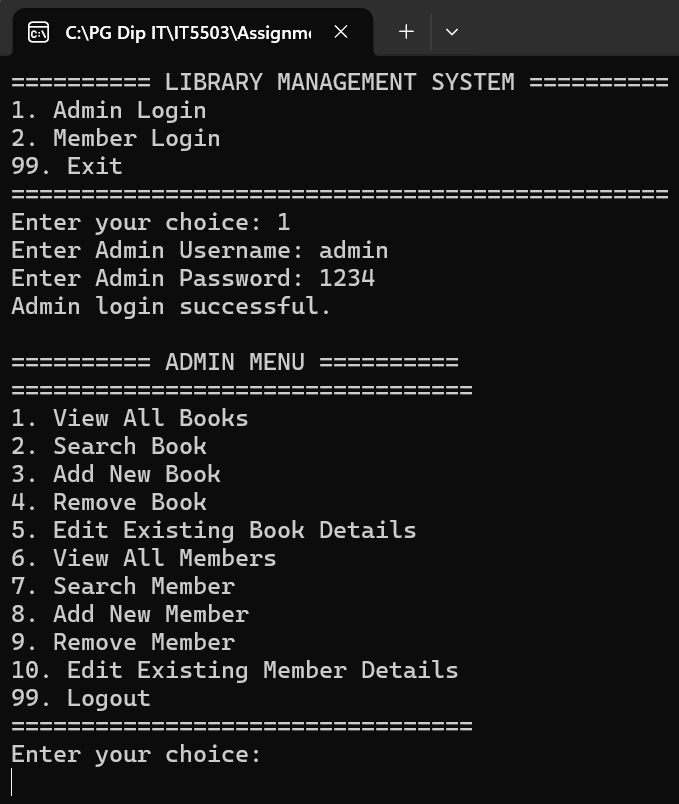 C:\PG Dip IT\IT5503\Assignme
========== LIBRARY MANAGEMENT SYSTEM ==========
1. Admin Login
2. Member Login
99. Exit
===============================================
Enter your choice: 1
Enter Admin Username: admin
Enter Admin Password: 1234
Admin login successful.
========== ADMIN MENU ==========
=================================
1. View All Books
2. Search Book
3. Add New Book
4. Remove Book
5. Edit Existing Book Details
6. View All Members
7. Search Member
8. Add New Member
9. Remove Member
10. Edit Existing Member Details
99. Logout
=================================
Enter your choice: